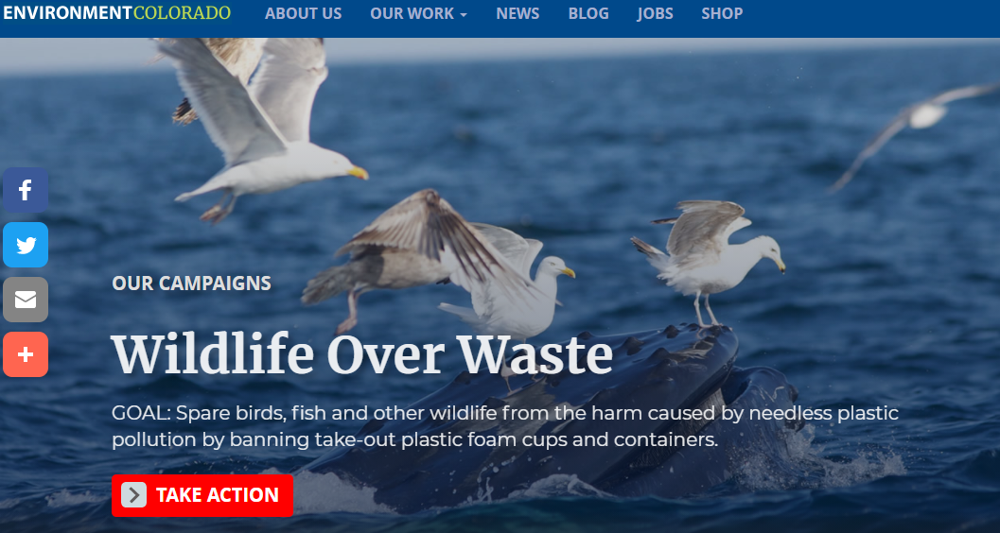 ENVIRONMENTCOLORADO ABOUT US OUR WORK NEWS BLOG JOBS SHOP
OUR CAMPAIGNS
Wildlife Over Waste
GOAL: Spare birds, fish and other wildlife from the harm caused by needless plastic
pollution by banning take-out plastic foam cups and containers.
TAKE ACTION